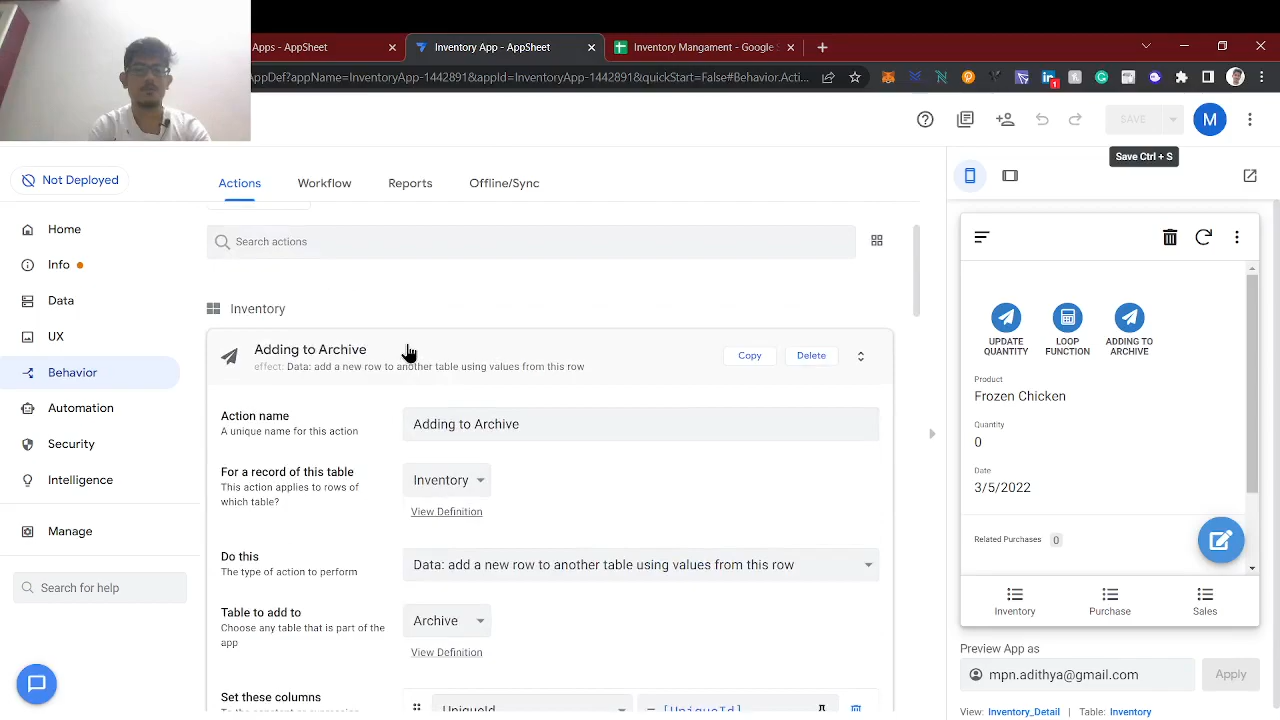 Apps - AppSheet
Inventory App - AppSheet
Inventory Mangament - Google
AppDef?appName=InventoryApp-1442891&appId=InventoryApp-1442891&quickStart=False#Behavior.Acti...
1
SAVE
M
Save Ctrl + S
Not Deployed
Actions
Workflow
Reports
Offline/Sync
Home
Info
Data
UX
Behavior
Automation
Security
Intelligence
Manage
Search for help
Search actions
Inventory
Adding to Archive
effect: Data: add a new row to another table using values from this row
Copy
Delete
Action name
A unique name for this action
Adding to Archive
For a record of this table
This action applies to rows of
which table?
Inventory
View Definition
Do this
The type of action to perform
Data: add a new row to another table using values from this row
Table to add to
Choose any table that is part of the
app
Archive
View Definition
Set these columns
UniqueId
= [UniqueId]
UPDATE
QUANTITY
LOOP
FUNCTION
ADDING TO
ARCHIVE
Product
Frozen Chicken
Quantity
0
Date
3/5/2022
Related Purchases 0
Inventory
Purchase
Sales
Preview App as
mpn.adithya@gmail.com
Apply
View: Inventory_Detail | Table: Inventory